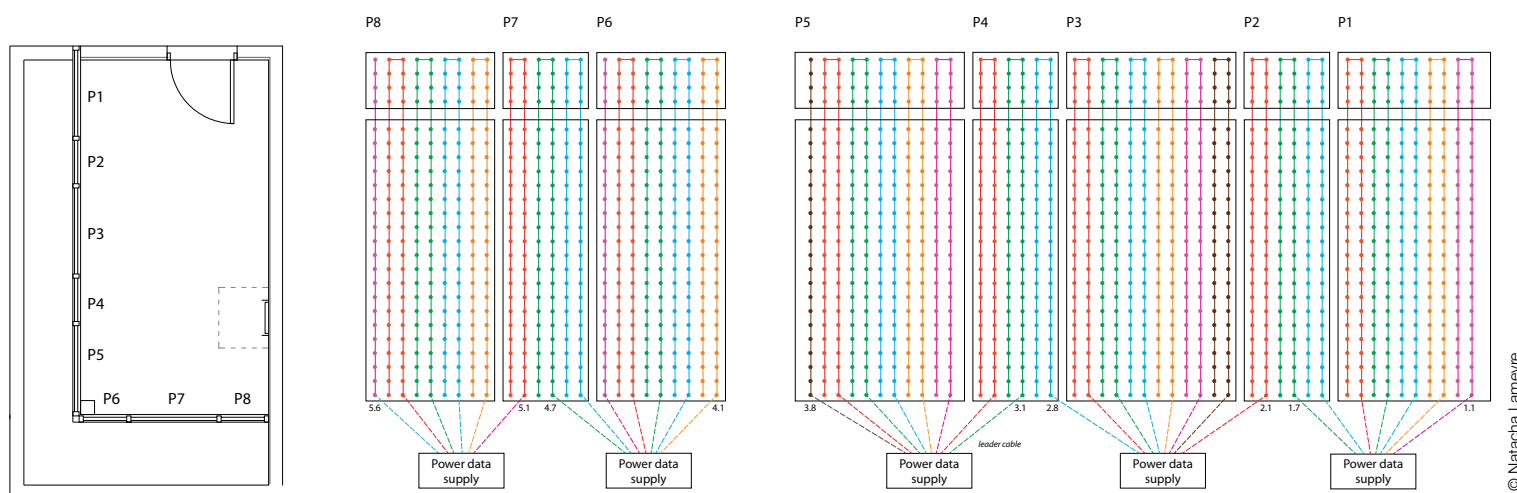 P1
P2
P3
P4
P5
P6 P7 P8
P8 P7 P6 P5 P4 P3 P2 P1
5.6 5.1 4.7 4.1 3.8 3.1 2.8 2.1 1.7 1.1
leader cable
Power data
supply
Power data
supply
Power data
supply
Power data
supply
Power data
supply
© Natacha Lameyre